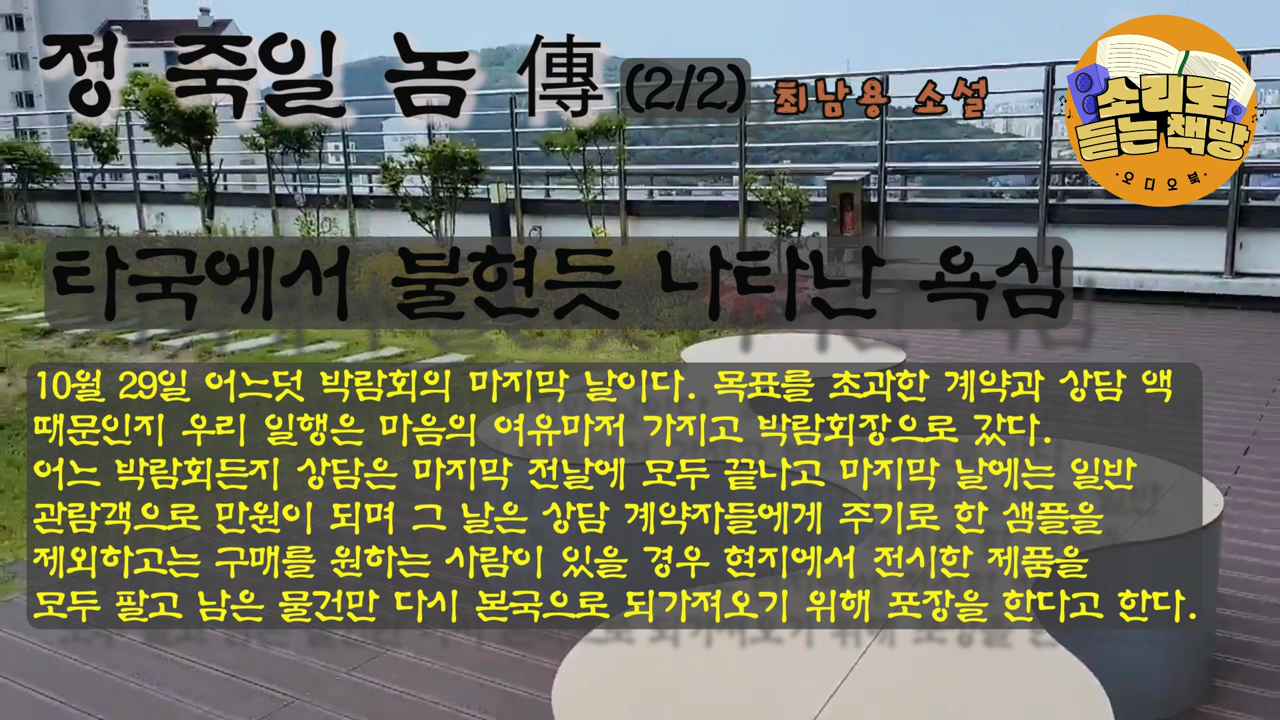 정 죽일 놈 傳 (2/2) 최남용 소설
소리로
듣는 책방
·오디오북·
타국에서 불현듯 나타난 욕심
10월 29일 어느덧 박람회의 마지막 날이다. 목표를 초과한 계약과 상담 액
때문인지 우리 일행은 마음의 여유마저 가지고 박람회장으로 갔다.
어느 박람회든지 상담은 마지막 전날에 모두 끝나고 마지막 날에는 일반
관람객으로 만원이 되며 그 날은 상담 계약자들에게 주기로 한 샘플을
제외하고는 구매를 원하는 사람이 있을 경우 현지에서 전시한 제품을
모두 팔고 남은 물건만 다시 본국으로 되가져오기 위해 포장을 한다고 한다.